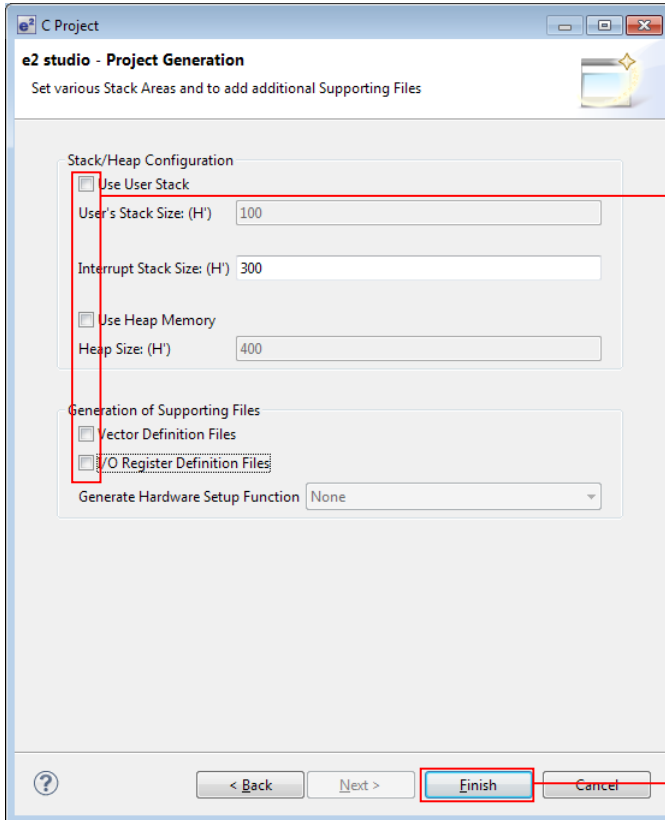 e² C Project
e2 studio - Project Generation
Set various Stack Areas and to add additional Supporting Files
Stack/Heap Configuration
Use User Stack
User's Stack Size: (H') 100
Interrupt Stack Size: (H') 300
Use Heap Memory
Heap Size: (H') 400
Generation of Supporting Files
Vector Definition Files
I/O Register Definition Files
Generate Hardware Setup Function None
? < Back Next > Finish Cancel